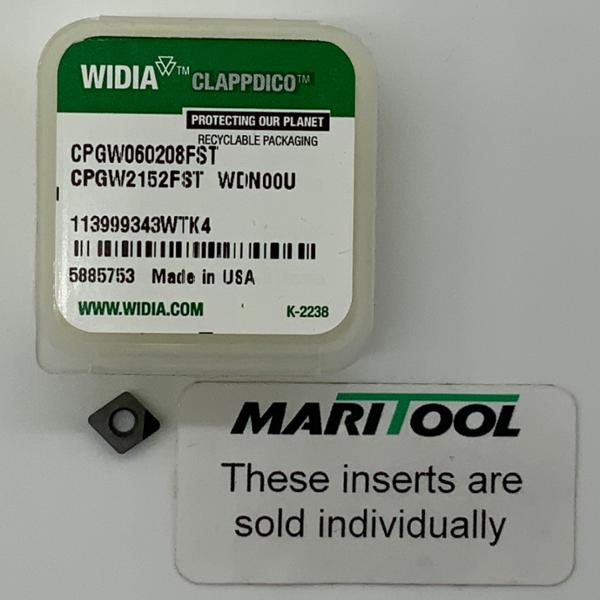 WIDIA™ CLAPPDICO™
PROTECTING OUR PLANET
RECYCLABLE PACKAGING
CPGW060208FST
CPGW2152FST WDN00U
113999343WTK4
5885753 Made in USA
WWW.WIDIA.COM K-2238
MARITOOL
These inserts are
sold individually